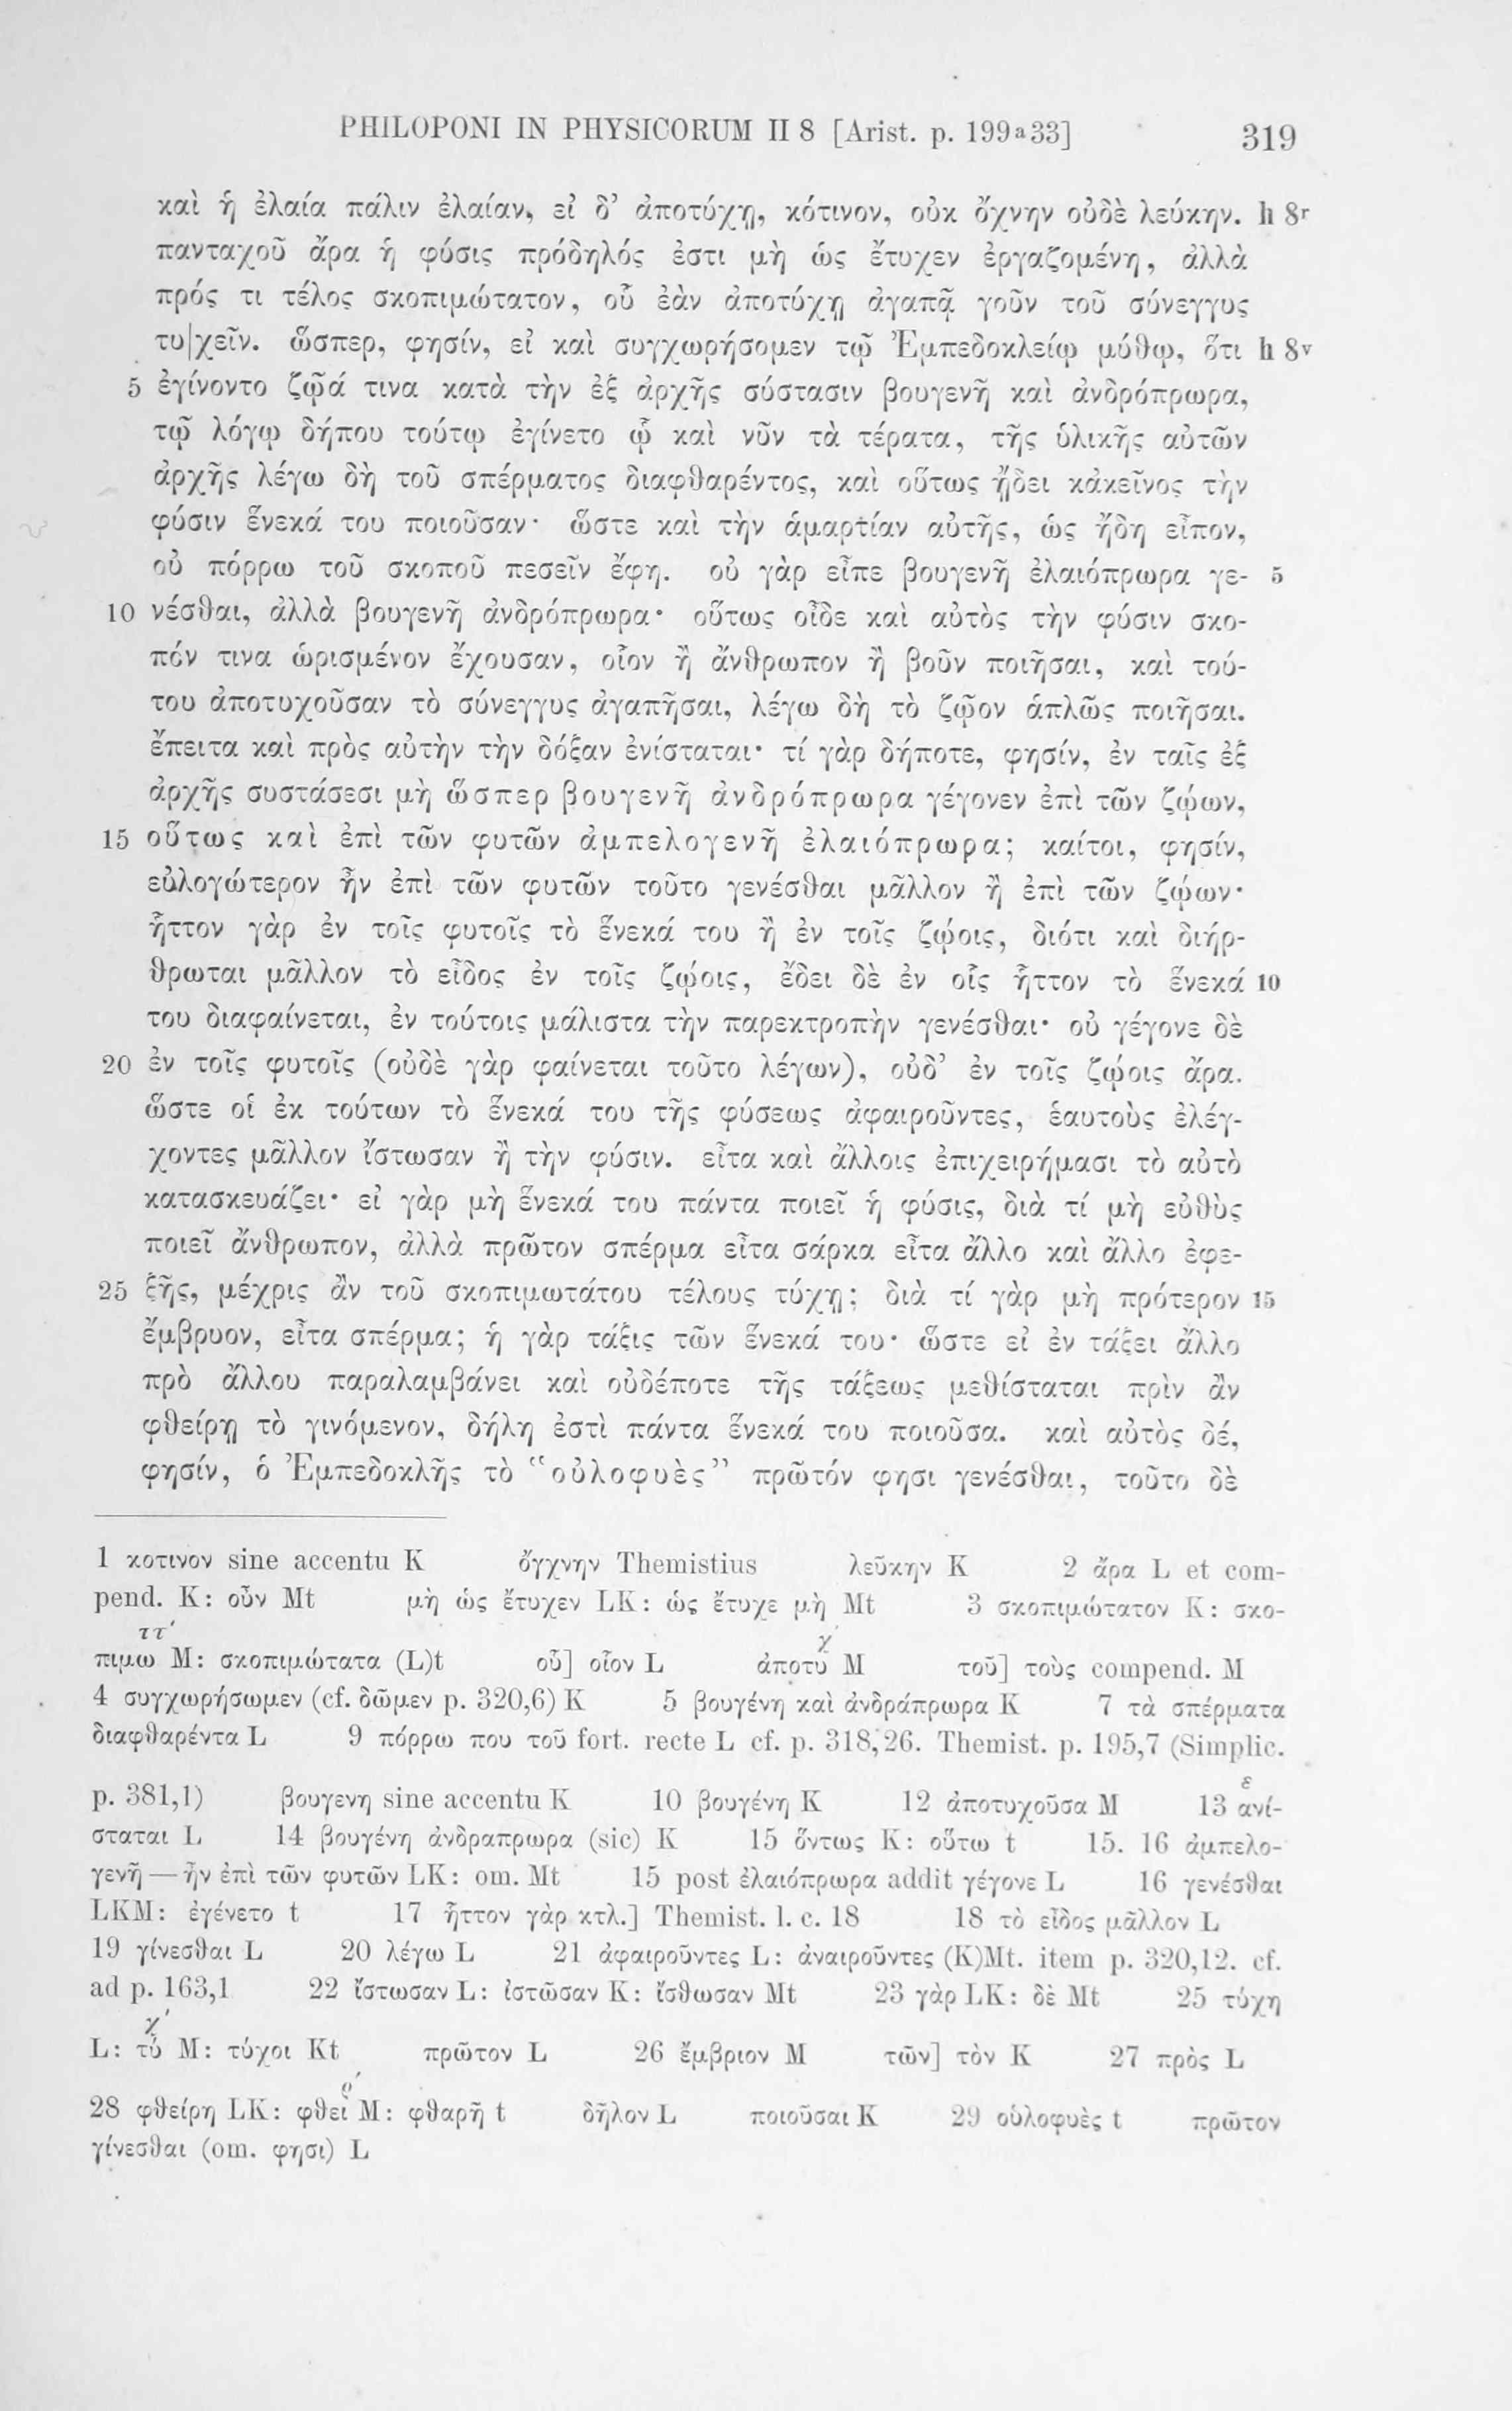 PHILOPONI IN PHYSICORUM II 8 [Arist. p. 199a33] 319
καὶ ἡ ἐλαία πάλιν ἐλαίαν, εἰ δ’ ἀποτύχῃ, κότινον, οὐκ ὄχνην οὐδὲ λεύκην. h 8r
πανταχοῦ ἄρα ἡ φύσις πρόδηλός ἐστι μὴ ὡς ἔτυχεν ἐργαζομένη, ἀλλὰ
πρός τι τέλος σκοπιμώτατον, οὗ ἐὰν ἀποτύχῃ ἀγαπᾷ γοῦν τοῦ σύνεγγυς
τυ|χεῖν. ὥσπερ, φησίν, εἰ καὶ συγχωρήσομεν τῷ Ἐμπεδοκλείῳ μύθῳ, ὅτι h 8v
5 ἐγίνοντο ζῷά τινα κατὰ τὴν ἐξ ἀρχῆς σύστασιν βουγενῆ καὶ ἀνδρόπρωρα,
τῷ λόγῳ δήπου τούτῳ ἐγίνετο ᾧ καὶ νῦν τὰ τέρατα, τῆς ὑλικῆς αὐτῶν
ἀρχῆς λέγω δὴ τοῦ σπέρματος διαφθαρέντος, καὶ οὕτως ᾔδει κἀκεῖνος τὴν
φύσιν ἕνεκά του ποιοῦσαν· ὥστε καὶ τὴν ἁμαρτίαν αὐτῆς, ὡς ἤδη εἶπον,
οὐ πόρρω τοῦ σκοποῦ πεσεῖν ἔφη. οὐ γὰρ εἶπε βουγενῆ ἐλαιόπρωρα γε- 5
10 νέσθαι, ἀλλὰ βουγενῆ ἀνδρόπρωρα· οὕτως οἶδε καὶ αὐτὸς τὴν φύσιν σκο-
πόν τινα ὡρισμένον ἔχουσαν, οἷον ἢ ἄνθρωπον ἢ βοῦν ποιῆσαι, καὶ τού-
του ἀποτυχοῦσαν τὸ σύνεγγυς ἀγαπῆσαι, λέγω δὴ τὸ ζῷον ἁπλῶς ποιῆσαι.
ἔπειτα καὶ πρὸς αὐτὴν τὴν δόξαν ἐνίσταται· τί γὰρ δήποτε, φησίν, ἐν ταῖς ἐξ
ἀρχῆς συστάσεσι μὴ ὥσπερ βουγενῆ ἀνδρόπρωρα γέγονεν ἐπὶ τῶν ζῴων,
15 οὕτως καὶ ἐπὶ τῶν φυτῶν ἀμπελογενῆ ἐλαιόπρωρα; καίτοι, φησίν,
εὐλογώτερον ἦν ἐπὶ τῶν φυτῶν τοῦτο γενέσθαι μᾶλλον ἢ ἐπὶ τῶν ζῴων·
ἧττον γὰρ ἐν τοῖς φυτοῖς τὸ ἕνεκά του ἢ ἐν τοῖς ζῴοις, διότι καὶ διήρ-
θρωται μᾶλλον τὸ εἶδος ἐν τοῖς ζῴοις, ἔδει δὲ ἐν οἷς ἧττον τὸ ἕνεκά 10
του διαφαίνεται, ἐν τούτοις μάλιστα τὴν παρεκτροπὴν γενέσθαι· οὐ γέγονε δὲ
20 ἐν τοῖς φυτοῖς (οὐδὲ γὰρ φαίνεται τοῦτο λέγων), οὐδ’ ἐν τοῖς ζῴοις ἄρα.
ὥστε οἱ ἐκ τούτων τὸ ἕνεκά του τῆς φύσεως ἀφαιροῦντες, ἑαυτοὺς ἐλέγ-
χοντες μᾶλλον ἴστωσαν ἢ τὴν φύσιν. εἶτα καὶ ἄλλοις ἐπιχειρήμασι τὸ αὐτὸ
κατασκευάζει· εἰ γὰρ μὴ ἕνεκά του πάντα ποιεῖ ἡ φύσις, διὰ τί μὴ εὐθὺς
ποιεῖ ἄνθρωπον, ἀλλὰ πρῶτον σπέρμα εἶτα σάρκα εἶτα ἄλλο καὶ ἄλλο ἐφε-
25 ξῆς, μέχρις ἂν τοῦ σκοπιμωτάτου τέλους τύχῃ; διὰ τί γὰρ μὴ πρότερον 15
ἔμβρυον, εἶτα σπέρμα; ἡ γὰρ τάξις τῶν ἕνεκά του· ὥστε εἰ ἐν τάξει ἄλλο
πρὸ ἄλλου παραλαμβάνει καὶ οὐδέποτε τῆς τάξεως μεθίσταται πρὶν ἂν
φθείρῃ τὸ γινόμενον, δήλη ἐστὶ πάντα ἕνεκά του ποιοῦσα. καὶ αὐτὸς δέ,
φησίν, ὁ Ἐμπεδοκλῆς τὸ “οὐλοφυὲς” πρῶτόν φησι γενέσθαι, τοῦτο δὲ
1 κοτινον sine accentu K ὄγχνην Themistius λεῦκην K 2 ἄρα L et com-
pend. K: οὖν Mt μὴ ὡς ἔτυχεν LK: ὡς ἔτυχε μὴ Mt 3 σκοπιμώτατον K: σκο-
πιμωττ´ M: σκοπιμώτατα (L)t οὗ] οἷον L ἀποτυχ´ M τοῦ] τοὺς compend. M
4 συγχωρήσωμεν (cf. δῶμεν p. 320,6) K 5 βουγένη καὶ ἀνδράπρωρα K 7 τὰ σπέρματα
διαφθαρέντα L 9 πόρρω που τοῦ fort. recte L cf. p. 318,26. Themist. p. 195,7 (Simplic.
p. 381,1) βουγενη sine accentu K 10 βουγένη K 12 ἀποτυχοῦσα M 13 ανί-
σταται L 14 βουγένη ἀνδραπρωρα (sic) K 15 ὄντως K: οὕτω t 15. 16 ἀμπελο-
γενῆ — ἦν ἐπὶ τῶν φυτῶν LK: om. Mt 15 post ἐλαιόπρωρα addit γέγονε L 16 γενέσθαι
LKM: ἐγένετο t 17 ἧττον γὰρ κτλ.] Themist. l. c. 18 18 τὸ εἶδος μᾶλλον L
19 γίνεσθαι L 20 λέγω L 21 ἀφαιροῦντες L: ἀναιροῦντες (K)Mt. item p. 320,12. cf.
ad p. 163,1 22 ἴστωσαν L: ἱστῶσαν K: ἴσθωσαν Mt 23 γὰρ LK: δὲ Mt 25 τύχη
L: τύχ´ M: τύχοι Kt πρῶτον L 26 ἔμβριον M τῶν] τὸν K 27 πρὸς L
28 φθείρη LK: φθειρ´ M: φθαρῆ t δῆλον L ποιοῦσαι K 29 οὑλοφυὲς t πρῶτον
γίνεσθαι (om. φησι) L